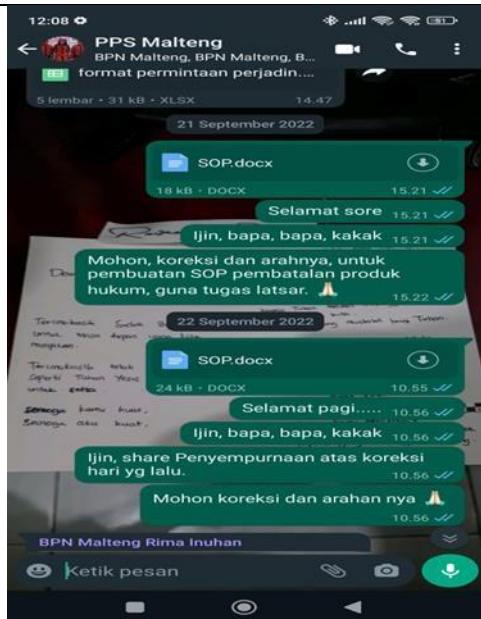 12:08
51
PPS Malteng
BPN Malteng, BPN Malteng, B...
format permintaan perjadin....
5 lembar • 31 kB • XLSX 14.47
21 September 2022
SOP.docx
18 kB • DOCX 15.21
Selamat sore 15.21
Ijin, bapa, bapa, kakak 15.21
Mohon, koreksi dan arahnya, untuk
pembuatan SOP pembatalan produk
hukum, guna tugas latsar. 🙏🏻 15.22
22 September 2022
SOP.docx
24 kB • DOCX 10.55
Selamat pagi..... 10.56
Ijin, bapa, bapa, kakak 10.56
Ijin, share Penyempurnaan atas koreksi
hari yg lalu. 10.56
Mohon koreksi dan arahan nya 🙏🏻
10.56
BPN Malteng Rima Inuhan
Ketik pesan